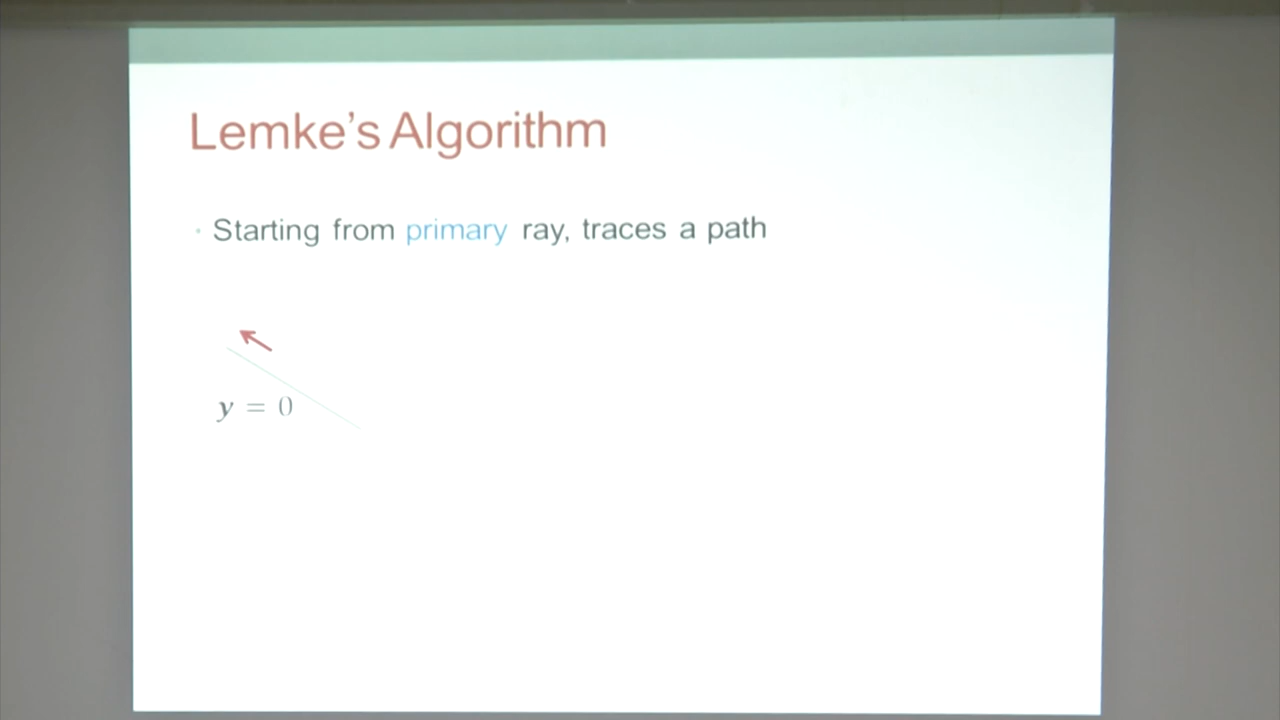 Lemke's Algorithm
• Starting from primary ray, traces a path
y = 0